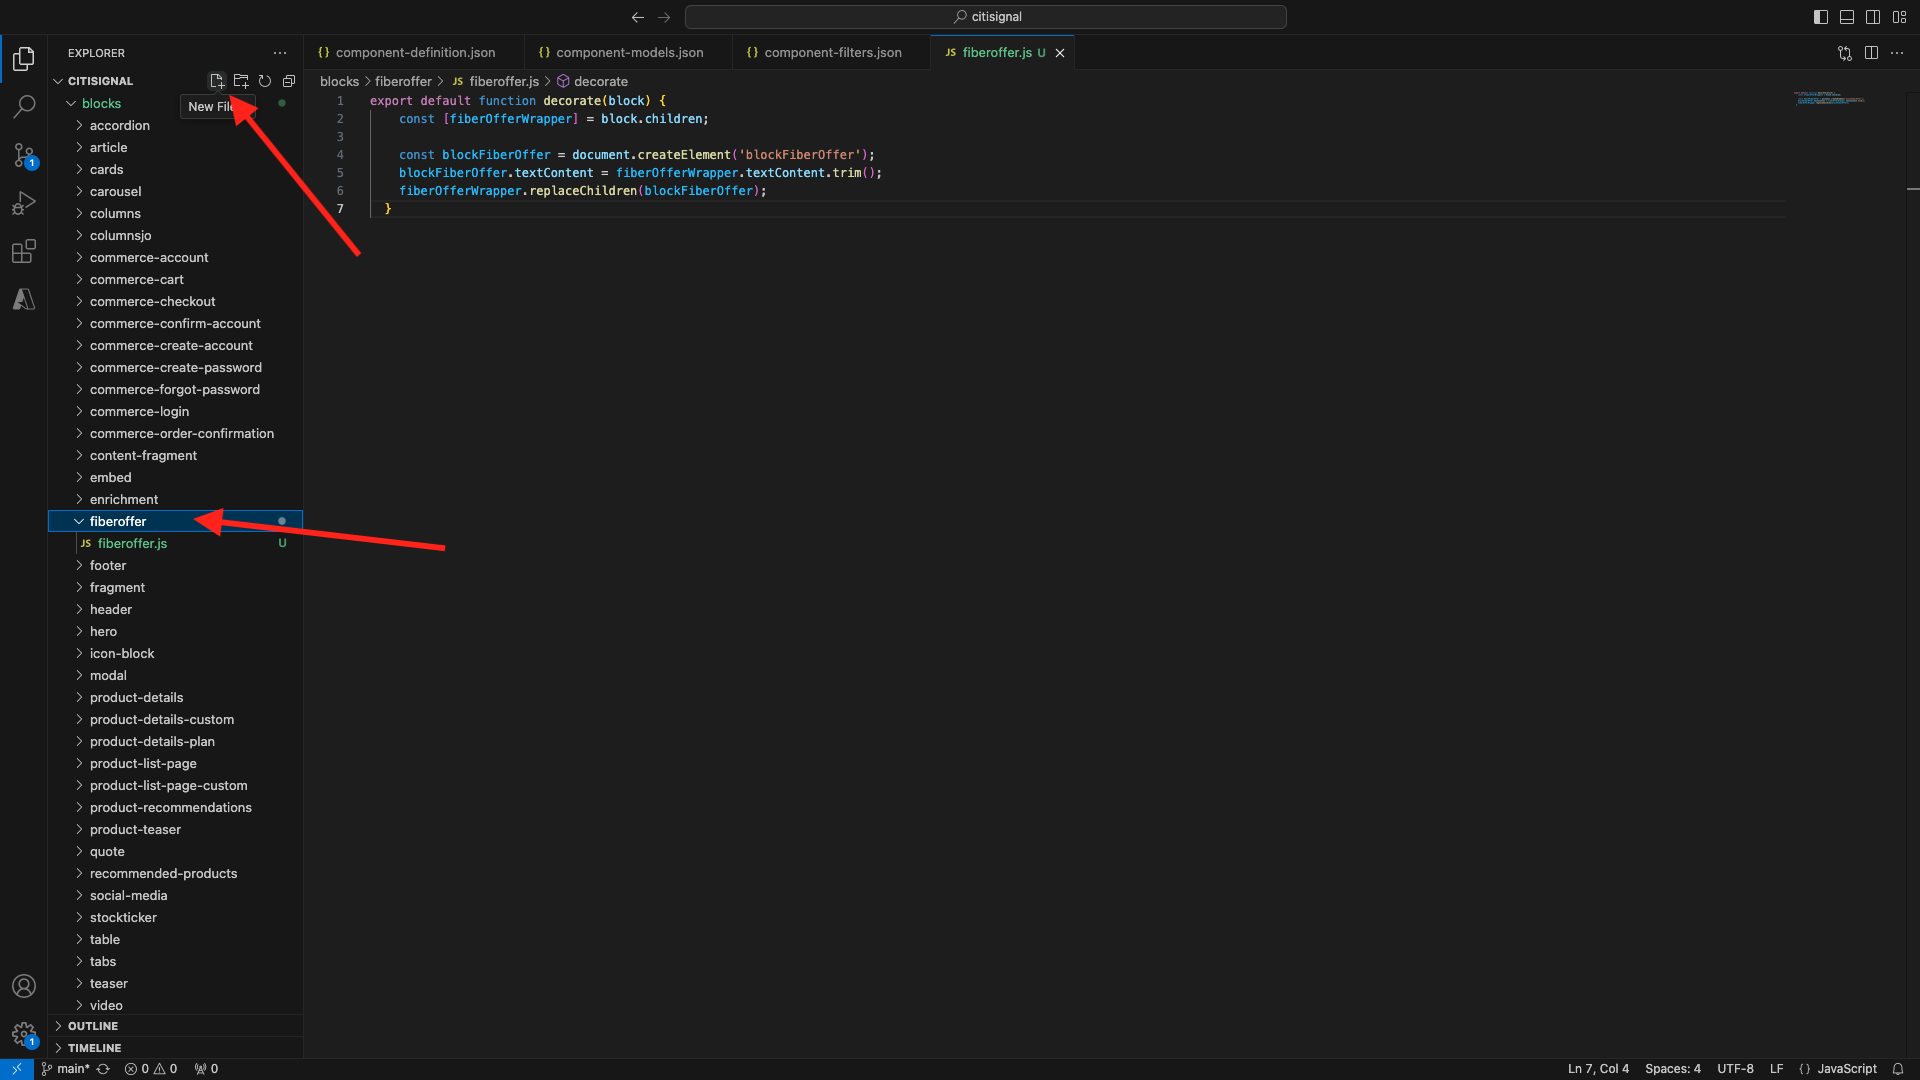 citisignal
EXPLORER
{} component-definition.json
{} component-models.json
{} component-filters.json
JS fiberoffer.js U
CITISIGNAL
blocks > fiberoffer > JS fiberoffer.js > decorate
New File
blocks
accordion
article
cards
carousel
columns
columnsjo
commerce-account
commerce-cart
commerce-checkout
commerce-confirm-account
commerce-create-account
commerce-create-password
commerce-forgot-password
commerce-login
commerce-order-confirmation
content-fragment
embed
enrichment
fiberoffer
JS fiberoffer.js U
footer
fragment
header
hero
icon-block
modal
product-details
product-details-custom
product-details-plan
product-list-page
product-list-page-custom
product-recommendations
product-teaser
quote
recommended-products
social-media
stockticker
table
tabs
teaser
video
OUTLINE
TIMELINE
1 export default function decorate(block) {
2 const [fiberOfferWrapper] = block.children;
3
4 const blockFiberOffer = document.createElement('blockFiberOffer');
5 blockFiberOffer.textContent = fiberOfferWrapper.textContent.trim();
6 fiberOfferWrapper.replaceChildren(blockFiberOffer);
7 }
1
1
main* 0 0 0
Ln 7, Col 4 Spaces: 4 UTF-8 LF {} JavaScript